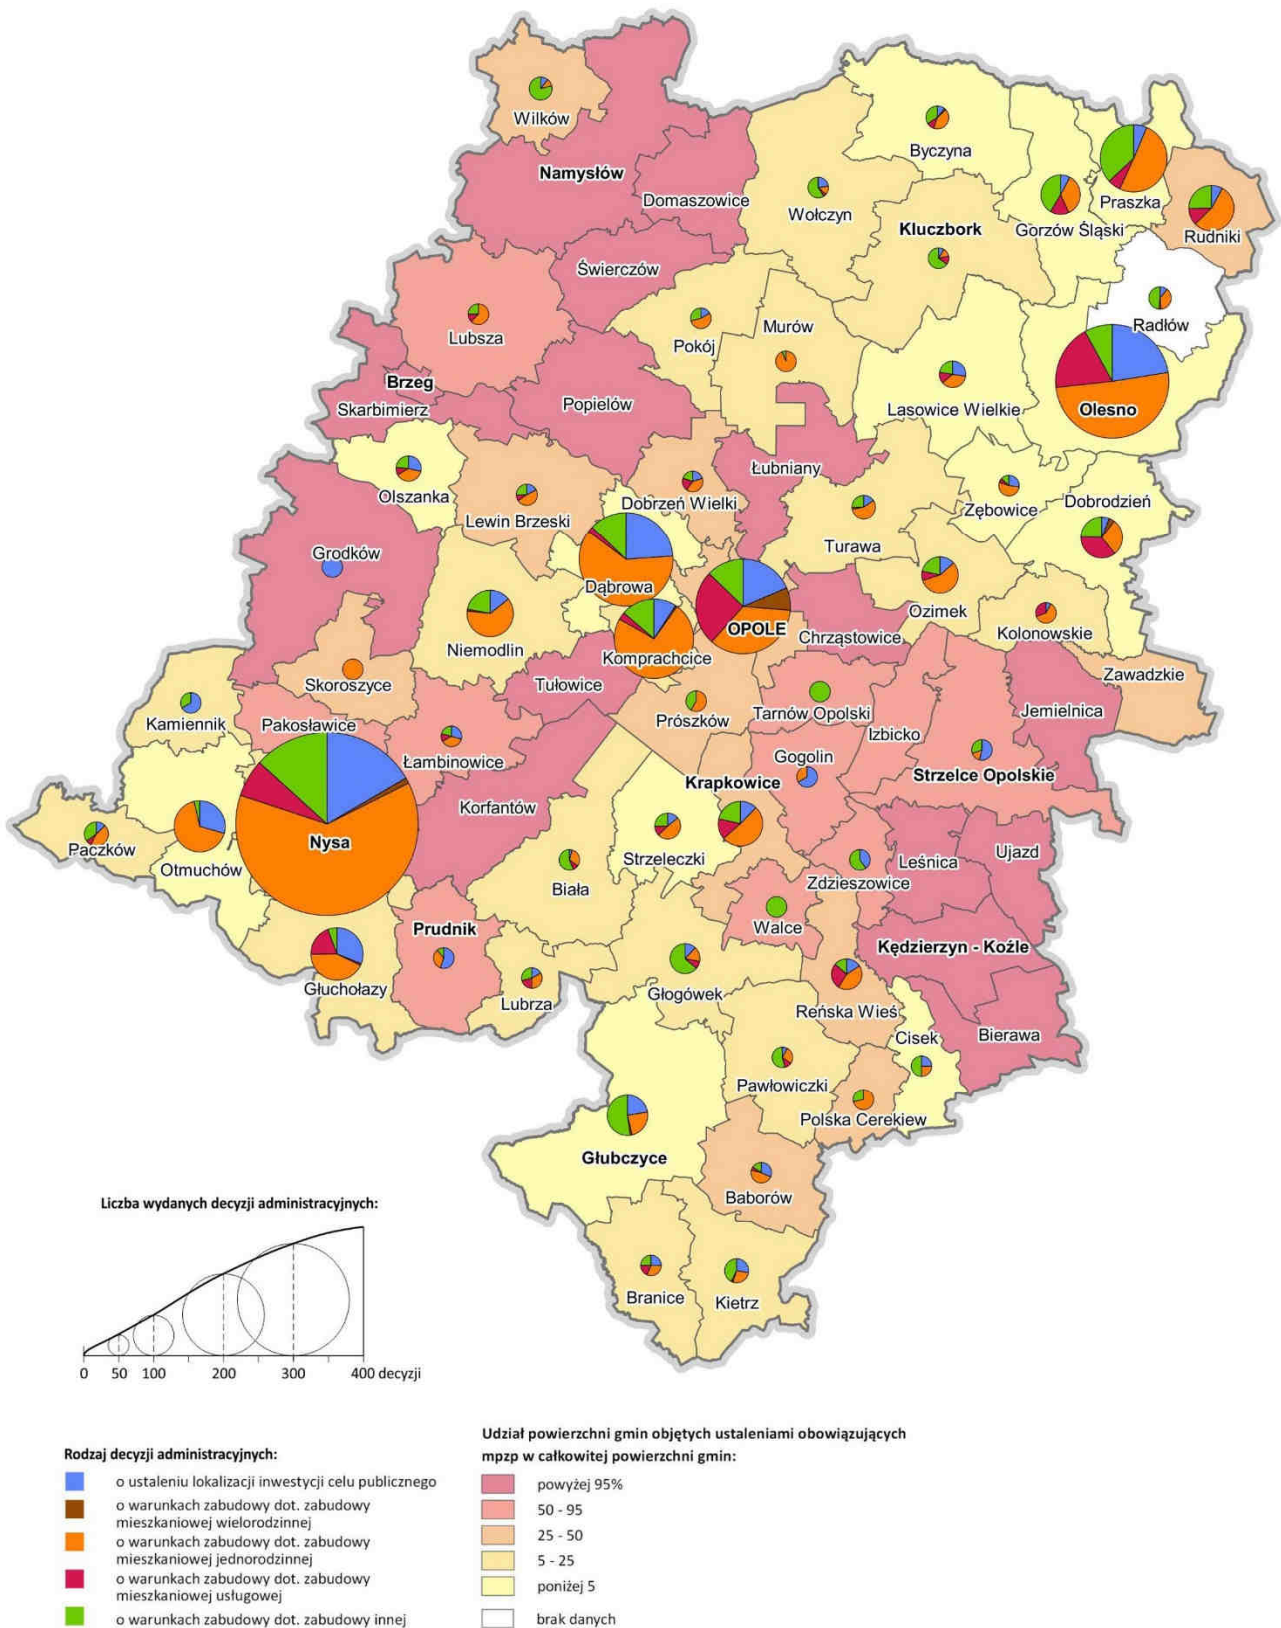 Wilków
Byczyna
Namysłów
Domaszowice
Wołczyn
Praszka
Kluczbork
Gorzów Śląski
Rudniki
Świerczów
Lubsza
Pokój
Murów
Radłów
Brzeg
Skarbimierz
Popielów
Lasowice Wielkie
Olesno
Łubniany
Olszanka
Lewin Brzeski
Dobrzeń Wielki
Zębowice
Dobrodzień
Grodków
Turawa
Dąbrowa
Ozimek
OPOLE
Chrząstowice
Kolonowskie
Niemodlin
Komprachcice
Skoroszyce
Tułowice
Zawadzkie
Kamiennik
Pakosławice
Prószków
Tarnów Opolski
Jemielnica
Łambinowice
Izbicko
Gogolin
Korfantów
Krapkowice
Strzelce Opolskie
Nysa
Paczków
Otmuchów
Biała
Strzeleczki
Zdzieszowice
Leśnica
Ujazd
Prudnik
Walce
Kędzierzyn - Koźle
Głuchołazy
Lubrza
Głogówek
Reńska Wieś
Cisek
Bierawa
Pawłowiczki
Polska Cerekiew
Głubczyce
Baborów
Branice
Kietrz
Liczba wydanych decyzji administracyjnych:
0 50 100 200 300 400 decyzji
Rodzaj decyzji administracyjnych:
o ustaleniu lokalizacji inwestycji celu publicznego
o warunkach zabudowy dot. zabudowy
mieszkaniowej wielorodzinnej
o warunkach zabudowy dot. zabudowy
mieszkaniowej jednorodzinnej
o warunkach zabudowy dot. zabudowy
mieszkaniowej usługowej
o warunkach zabudowy dot. zabudowy innej
Udział powierzchni gmin objętych ustaleniami obowiązujących
mpzp w całkowitej powierzchni gmin:
powyżej 95%
50 - 95
25 - 50
5 - 25
poniżej 5
brak danych